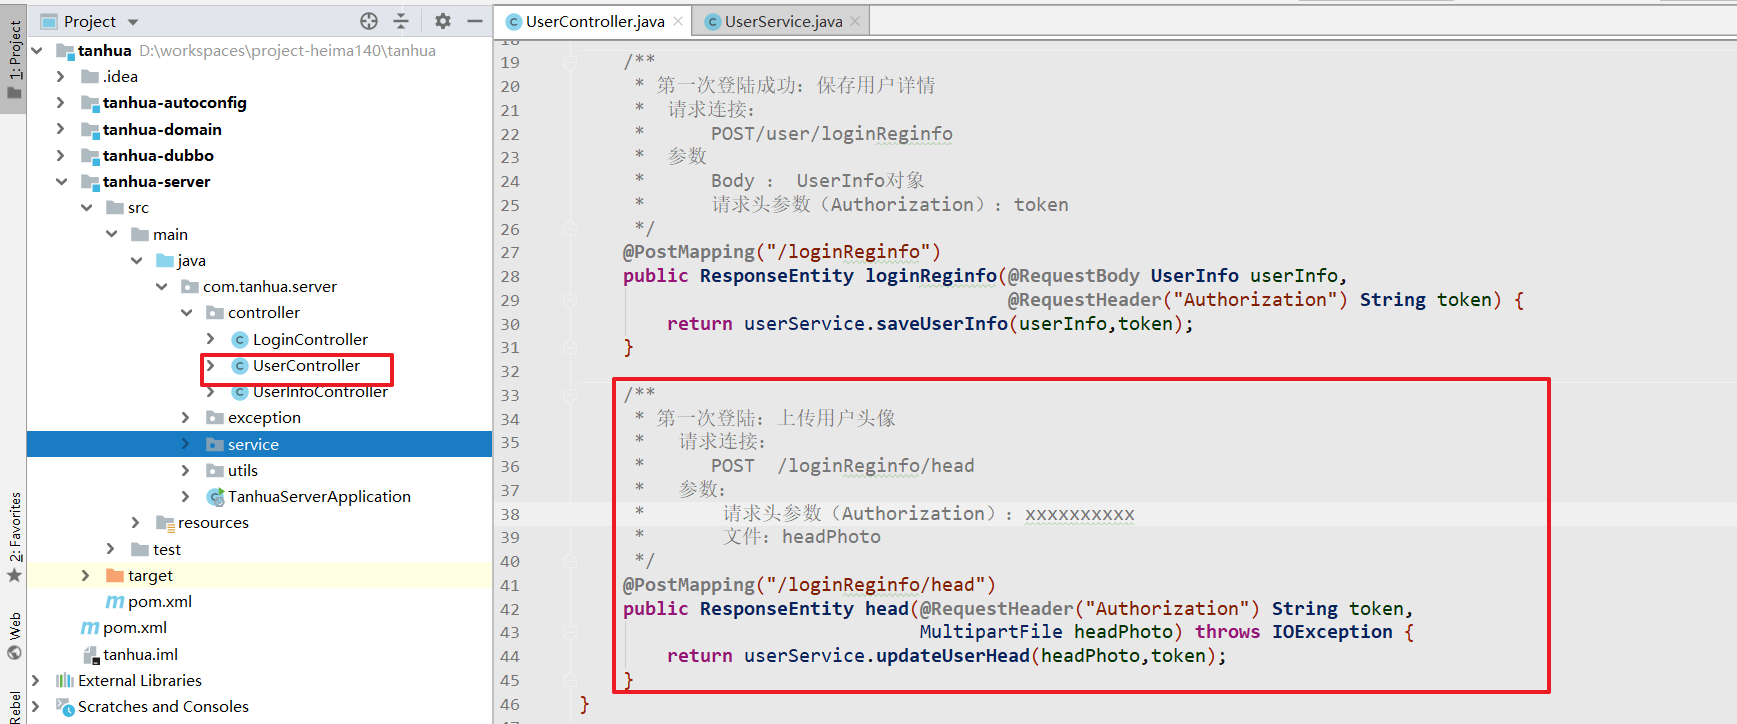 1: Project
2: Favorites
Web
Rebel
Project
tanhua D:\workspaces\project-heima140\tanhua
.idea
tanhua-autoconfig
tanhua-domain
tanhua-dubbo
tanhua-server
src
main
java
com.tanhua.server
controller
LoginController
UserController
UserInfoController
exception
service
utils
TanhuaServerApplication
resources
test
target
pom.xml
pom.xml
tanhua.iml
External Libraries
Scratches and Consoles
UserController.java
UserService.java
18
19 /**
20 * 第一次登陆成功：保存用户详情
21 * 请求连接：
22 * POST/user/loginReginfo
23 * 参数
24 * Body : UserInfo对象
25 * 请求头参数（Authorization）：token
26 */
27 @PostMapping("/loginReginfo")
28 public ResponseEntity loginReginfo(@RequestBody UserInfo userInfo,
29 @RequestHeader("Authorization") String token) {
30 return userService.saveUserInfo(userInfo,token);
31 }
32
33 /**
34 * 第一次登陆：上传用户头像
35 * 请求连接：
36 * POST /loginReginfo/head
37 * 参数：
38 * 请求头参数（Authorization）：xxxxxxxxxx
39 * 文件：headPhoto
40 */
41 @PostMapping("/loginReginfo/head")
42 public ResponseEntity head(@RequestHeader("Authorization") String token,
43 MultipartFile headPhoto) throws IOException {
44 return userService.updateUserHead(headPhoto,token);
45 }
46 }